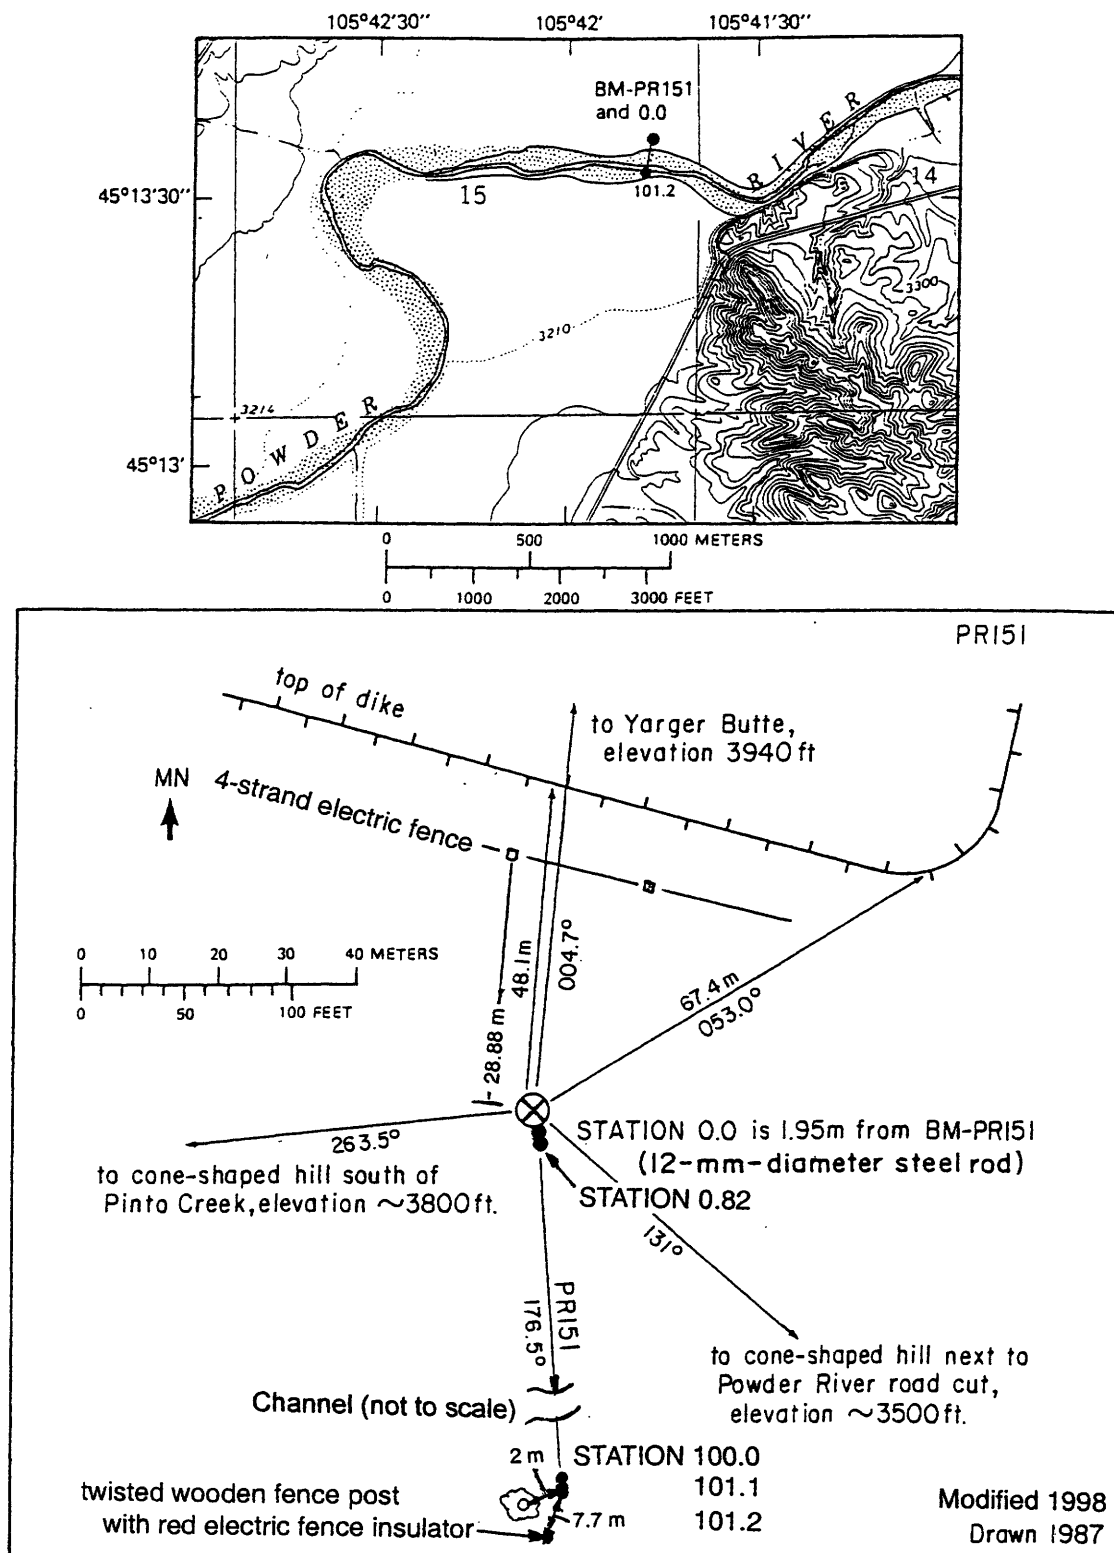 105°42'30" 105°42' 105°41'30"
BM-PR151
and 0.0
RIVER
101.2
15
14
45°13'30"
3300
3210
3214
POWDER
45°13'
0 500 1000 METERS
0 1000 2000 3000 FEET
PR151
top of dike
to Yarger Butte,
elevation 3940 ft
MN
4-strand electric fence
0 10 20 30 40 METERS
0 50 100 FEET
28.88 m
48.1 m
004.7°
67.4 m
053.0°
263.5°
to cone-shaped hill south of
Pinto Creek, elevation ~3800 ft.
STATION 0.0 is 1.95m from BM-PR151
(12-mm-diameter steel rod)
STATION 0.82
131°
PR151
176.5°
to cone-shaped hill next to
Powder River road cut,
elevation ~3500 ft.
Channel (not to scale)
2 m
STATION 100.0
101.1
101.2
twisted wooden fence post
with red electric fence insulator
7.7 m
Modified 1998
Drawn 1987